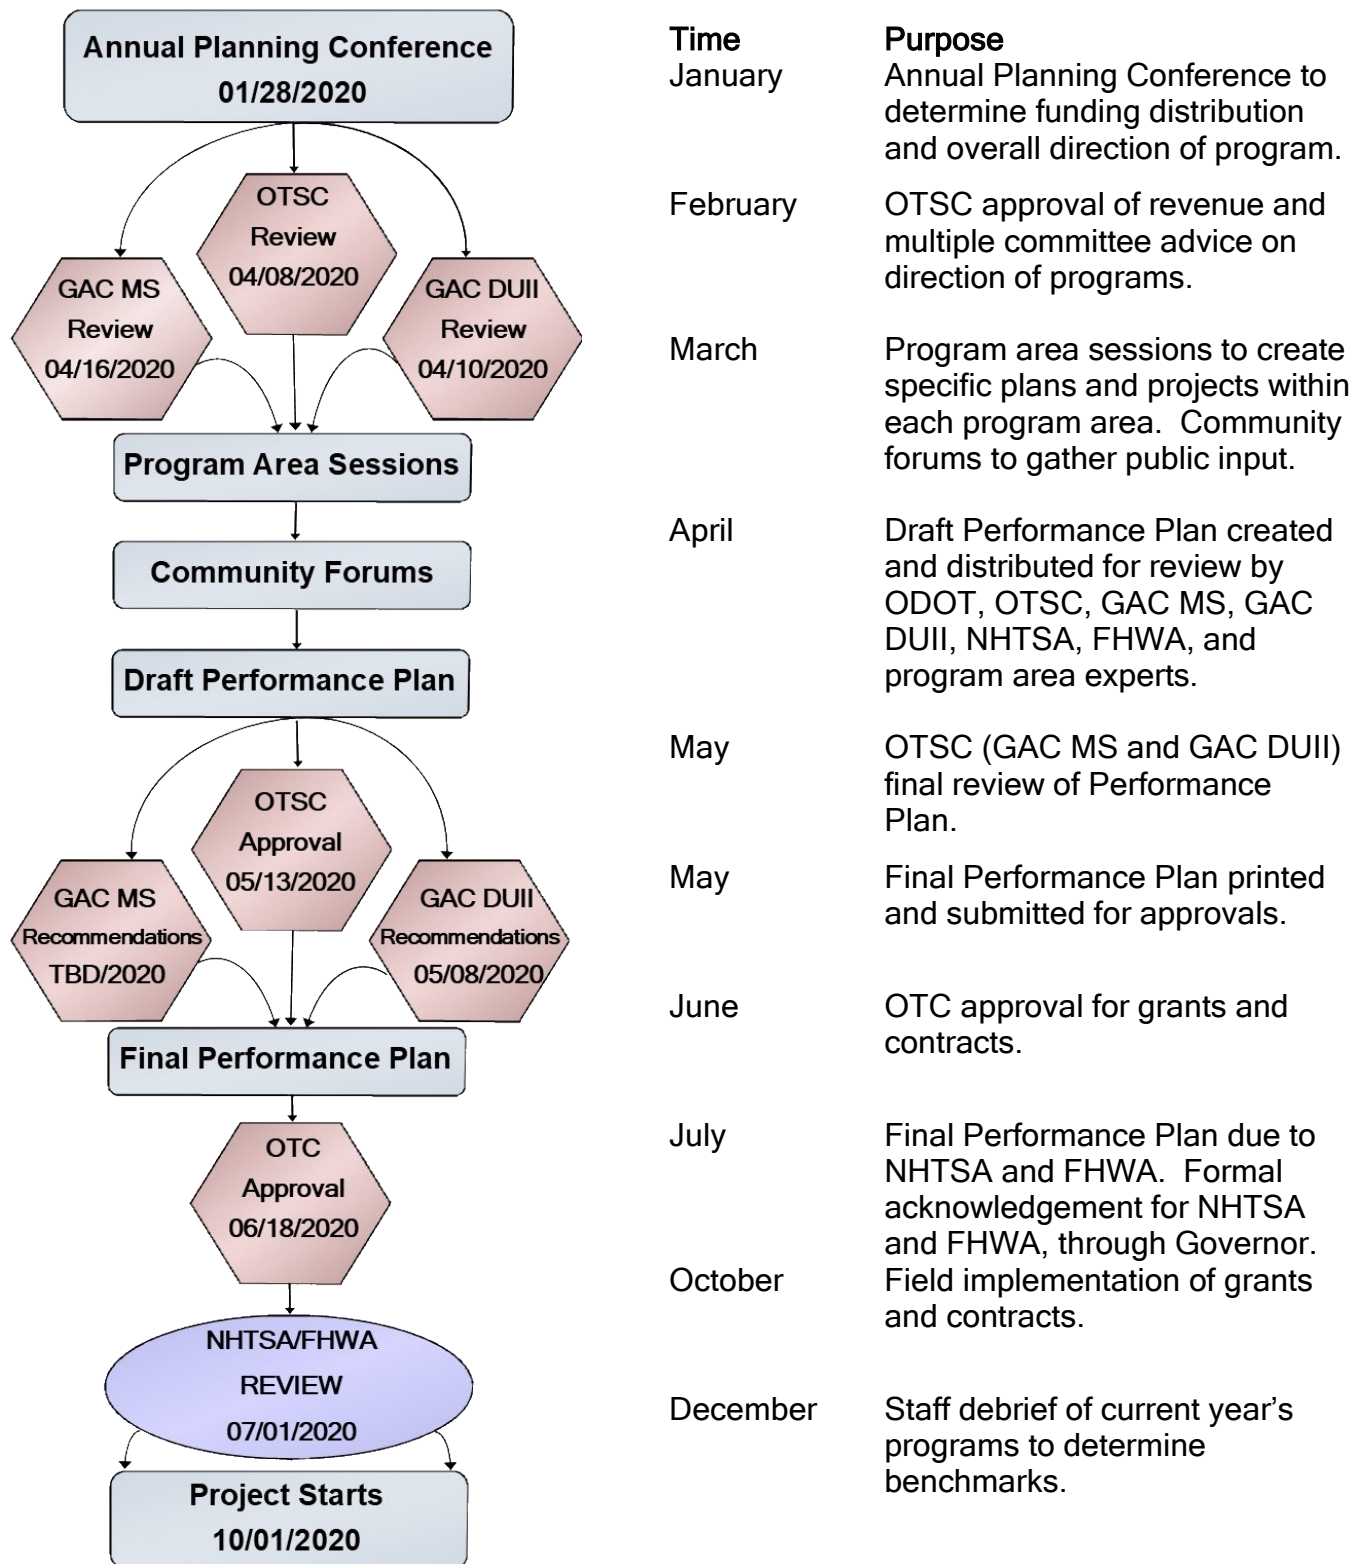 Annual Planning Conference
01/28/2020
OTSC
Review
04/08/2020
GAC MS
Review
04/16/2020
GAC DUII
Review
04/10/2020
Program Area Sessions
Community Forums
Draft Performance Plan
OTSC
Approval
05/13/2020
GAC MS
Recommendations
TBD/2020
GAC DUII
Recommendations
05/08/2020
Final Performance Plan
OTC
Approval
06/18/2020
NHTSA/FHWA
REVIEW
07/01/2020
Project Starts
10/01/2020
Time Purpose
January Annual Planning Conference to
determine funding distribution
and overall direction of program.
February OTSC approval of revenue and
multiple committee advice on
direction of programs.
March Program area sessions to create
specific plans and projects within
each program area.  Community
forums to gather public input.
April Draft Performance Plan created
and distributed for review by
ODOT, OTSC, GAC MS, GAC
DUII, NHTSA, FHWA, and
program area experts.
May OTSC (GAC MS and GAC DUII)
final review of Performance
Plan.
May Final Performance Plan printed
and submitted for approvals.
June OTC approval for grants and
contracts.
July Final Performance Plan due to
NHTSA and FHWA.  Formal
acknowledgement for NHTSA
and FHWA, through Governor.
October Field implementation of grants
and contracts.
December Staff debrief of current year’s
programs to determine
benchmarks.